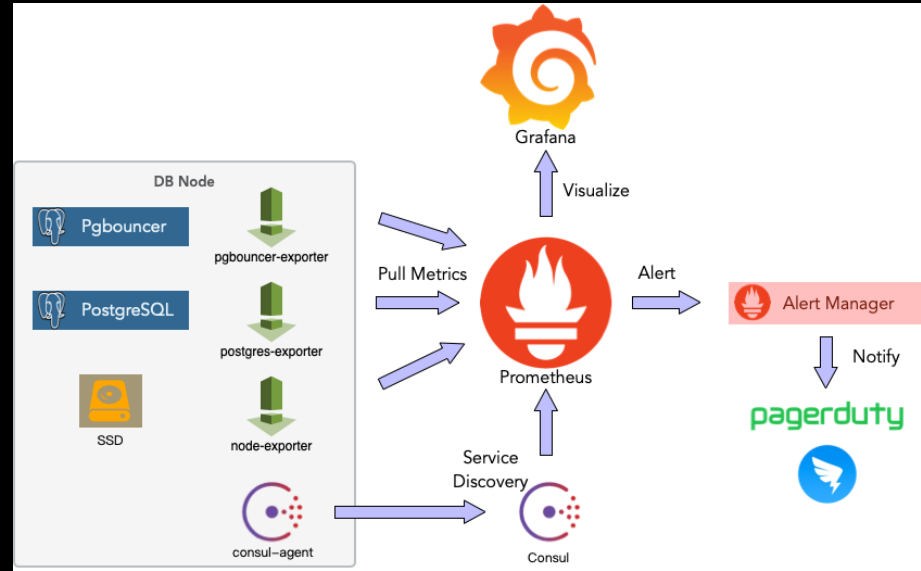 Grafana
Visualize
DB Node
Pgbouncer
pgbouncer-exporter
PostgreSQL
postgres-exporter
SSD
node-exporter
consul-agent
Pull Metrics
Prometheus
Service
Discovery
Consul
Alert
Alert Manager
Notify
pagerduty